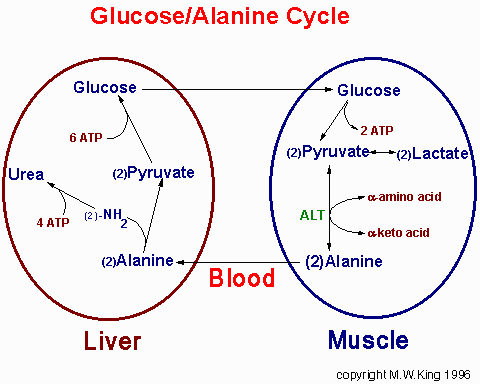 Glucose/Alanine Cycle
Glucose
6 ATP
(2)Pyruvate
Urea
4 ATP
(2)-NH2
(2)Alanine
Liver
Blood
Glucose
2 ATP
(2)Pyruvate
(2)Lactate
ALT
α-amino acid
α-keto acid
(2)Alanine
Muscle
copyright M.W.King 1996